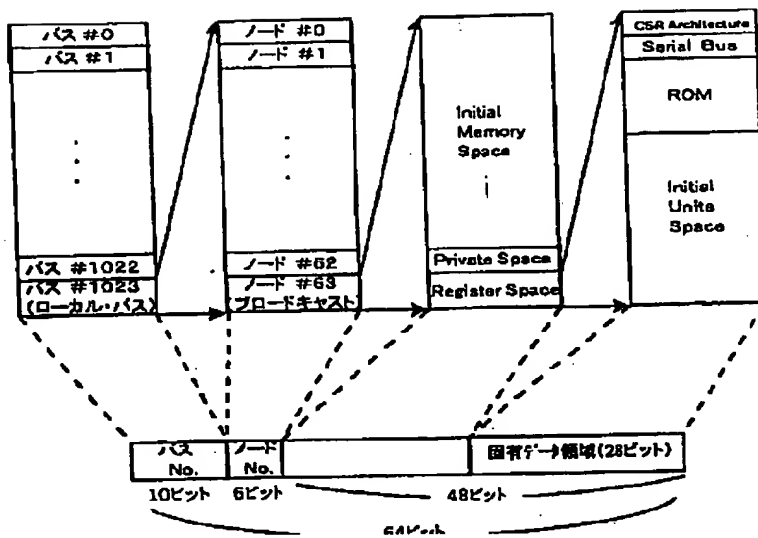 バス #0
バス #1
バス #1022
バス #1023
(ローカル・バス)
ノード #0
ノード #1
ノード #62
ノード #63
(ブロードキャスト)
Initial
Memory
Space
Private Space
Register Space
CSR Architecture
Serial Bus
ROM
Initial
Units
Space
バス
No.
ノード
No.
固有データ領域(28ビット)
10ビット
6ビット
48ビット
64ビット